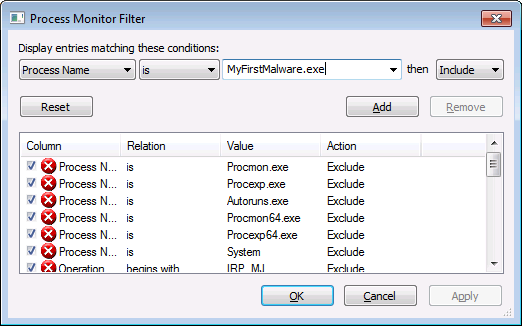 Process Monitor Filter
Display entries matching these conditions:
Process Name is MyFirstMalware.exe then Include
Reset Add Remove
Column Relation Value Action
Process N... is Procmon.exe Exclude
Process N... is Procexp.exe Exclude
Process N... is Autoruns.exe Exclude
Process N... is Procmon64.exe Exclude
Process N... is Procexp64.exe Exclude
Process N... is System Exclude
Operation begins with IRP_MJ Exclude
OK Cancel Apply